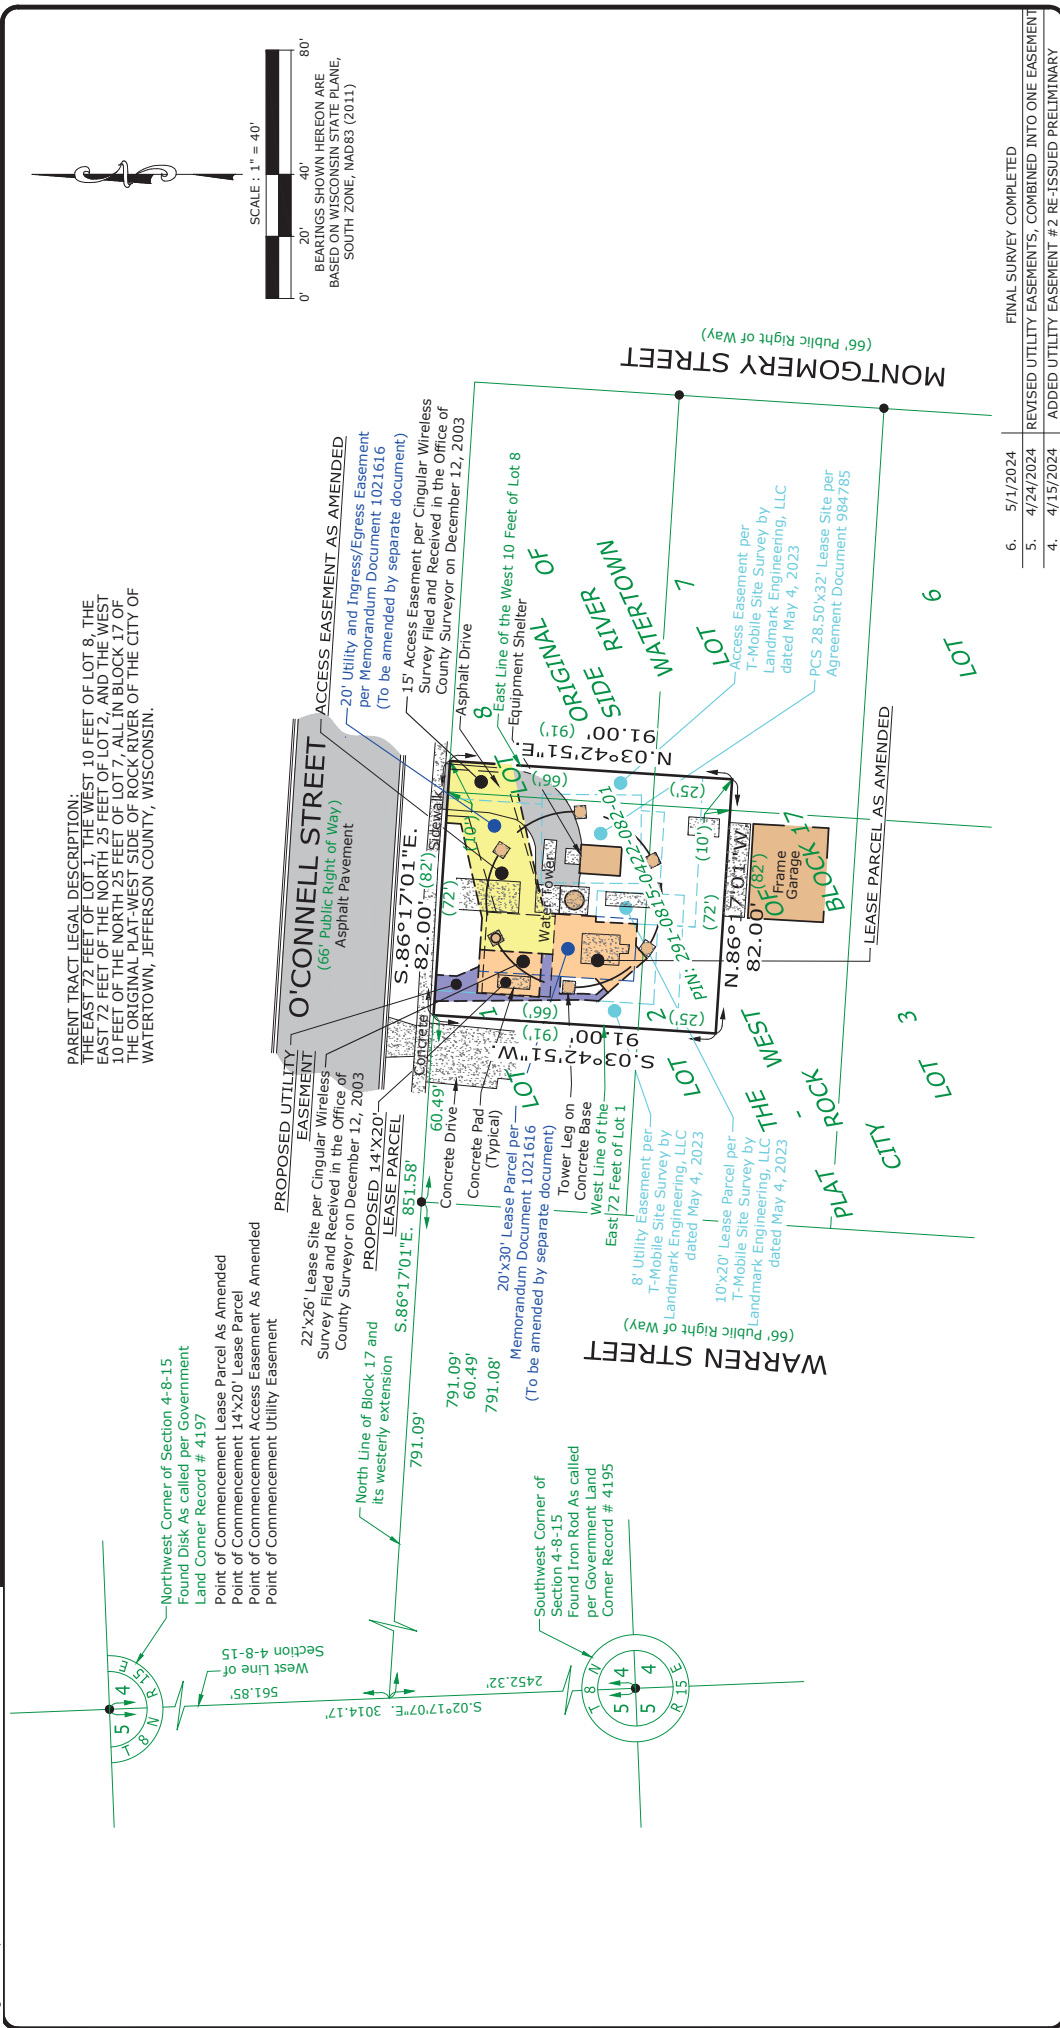 PARENT TRACT LEGAL DESCRIPTION:
THE EAST 72 FEET OF LOT 1, THE WEST 10 FEET OF LOT 8, THE
EAST 72 FEET OF THE NORTH 25 FEET OF LOT 2, AND THE WEST
10 FEET OF THE NORTH 25 FEET OF LOT 7, ALL IN BLOCK 17 OF
THE ORIGINAL PLAT-WEST SIDE OF ROCK RIVER OF THE CITY OF
WATERTOWN, JEFFERSON COUNTY, WISCONSIN.
SCALE : 1" = 40'
0' 20' 40' 80'
BEARINGS SHOWN HEREON ARE
BASED ON WISCONSIN STATE PLANE,
SOUTH ZONE, NAD83 (2011)
Northwest Corner of Section 4-8-15
Found Disk As called per Government
Land Corner Record # 4197
Point of Commencement Lease Parcel As Amended
Point of Commencement 14'x20' Lease Parcel
Point of Commencement Access Easement As Amended
Point of Commencement Utility Easement
5 4
T 8 N R 15 E
West Line of
Section 4-8-15
561.85'
S.02°17'07"E. 3014.17'
2452.32'
Southwest Corner of
Section 4-8-15
Found Iron Rod As called
per Government Land
Corner Record # 4195
T 8 N
5 4
5 4
R 15 E
North Line of Block 17 and
its westerly extension
791.09'
S.86°17'01"E. 851.58'
60.49'
791.09'
60.49'
791.08'
PROPOSED UTILITY
EASEMENT
22'x26' Lease Site per Cingular Wireless
Survey Filed and Received in the Office of
County Surveyor on December 12, 2003
PROPOSED 14'X20'
LEASE PARCEL
O'CONNELL STREET
(66' Public Right of Way)
Asphalt Pavement
ACCESS EASEMENT AS AMENDED
20' Utility and Ingress/Egress Easement
per Memorandum Document 1021616
(To be amended by separate document)
15' Access Easement per Cingular Wireless
Survey Filed and Received in the Office of
County Surveyor on December 12, 2003
Asphalt Drive
East Line of the West 10 Feet of Lot 8
Equipment Shelter
Concrete
Sidewalk
S.86°17'01"E.
82.00' (82')
(72')
(10')
Water Tower
N.03°42'51"E.
91.00'
(91')
(66')
(25')
S.03°42'51"W.
91.00'
(91')
(66')
(25')
N.86°17'01"W.
82.00'
(82')
(72')
(10')
PIN: 291-0815-0422-082-01
Concrete Drive
Concrete Pad
(Typical)
20'x30' Lease Parcel per
Memorandum Document 1021616
(To be amended by separate document)
Tower Leg on
Concrete Base
West Line of the
East 72 Feet of Lot 1
8' Utility Easement per
T-Mobile Site Survey by
Landmark Engineering, LLC
dated May 4, 2023
10'x20' Lease Parcel per
T-Mobile Site Survey by
Landmark Engineering, LLC
dated May 4, 2023
Access Easement per
T-Mobile Site Survey by
Landmark Engineering, LLC
dated May 4, 2023
PCS 28.50'x32' Lease Site per
Agreement Document 984785
LEASE PARCEL AS AMENDED
Frame
Garage
LOT 1
LOT 8
LOT 2
LOT 7
LOT 3
LOT 6
BLOCK 17
OF
THE WEST
ORIGINAL OF
SIDE RIVER
WATERTOWN
PLAT - ROCK
CITY
WARREN STREET
(66' Public Right of Way)
MONTGOMERY STREET
(66' Public Right of Way)
6. 5/1/2024 FINAL SURVEY COMPLETED
5. 4/24/2024 REVISED UTILITY EASEMENTS, COMBINED INTO ONE EASEMENT
4. 4/15/2024 ADDED UTILITY EASEMENT #2 RE-ISSUED PRELIMINARY